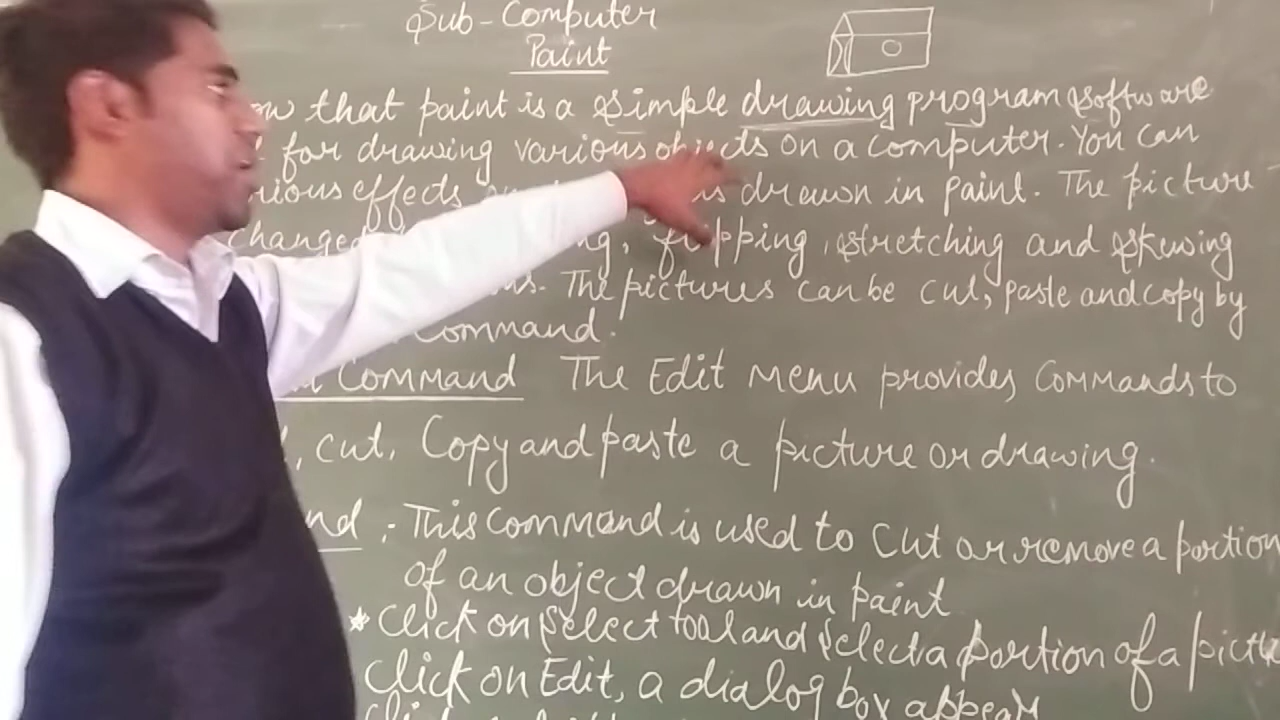 Sub-Computer
Paint
that paint is a simple drawing program software
for drawing various objects on a computer. You can
effects is drawn in paint. The picture
changed flipping, stretching and skewing
The pictures can be cut, paste and copy by
command.
Command The Edit Menu provides Commands to
, cut, Copy and paste a picture or drawing.
: This command is used to Cut or remove a portion
of an object drawn in paint
* Click on Select tool and Select a portion of a
Click on Edit, a dialog box appears